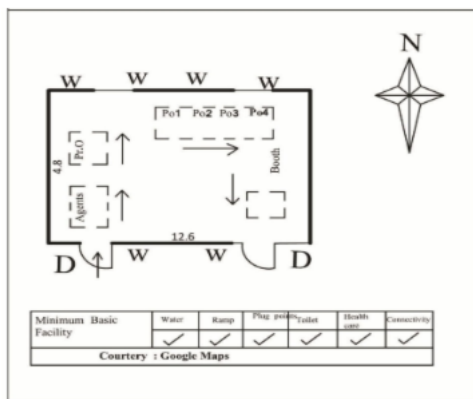 N
W W W W
Po1 Po2 Po3 Po4
Pr.O
Booth
4.8
Agents
12.6
D W W D
Minimum Basic Facility
Water Ramp Plug points Toilet Health case Connectivity
Courtery : Google Maps